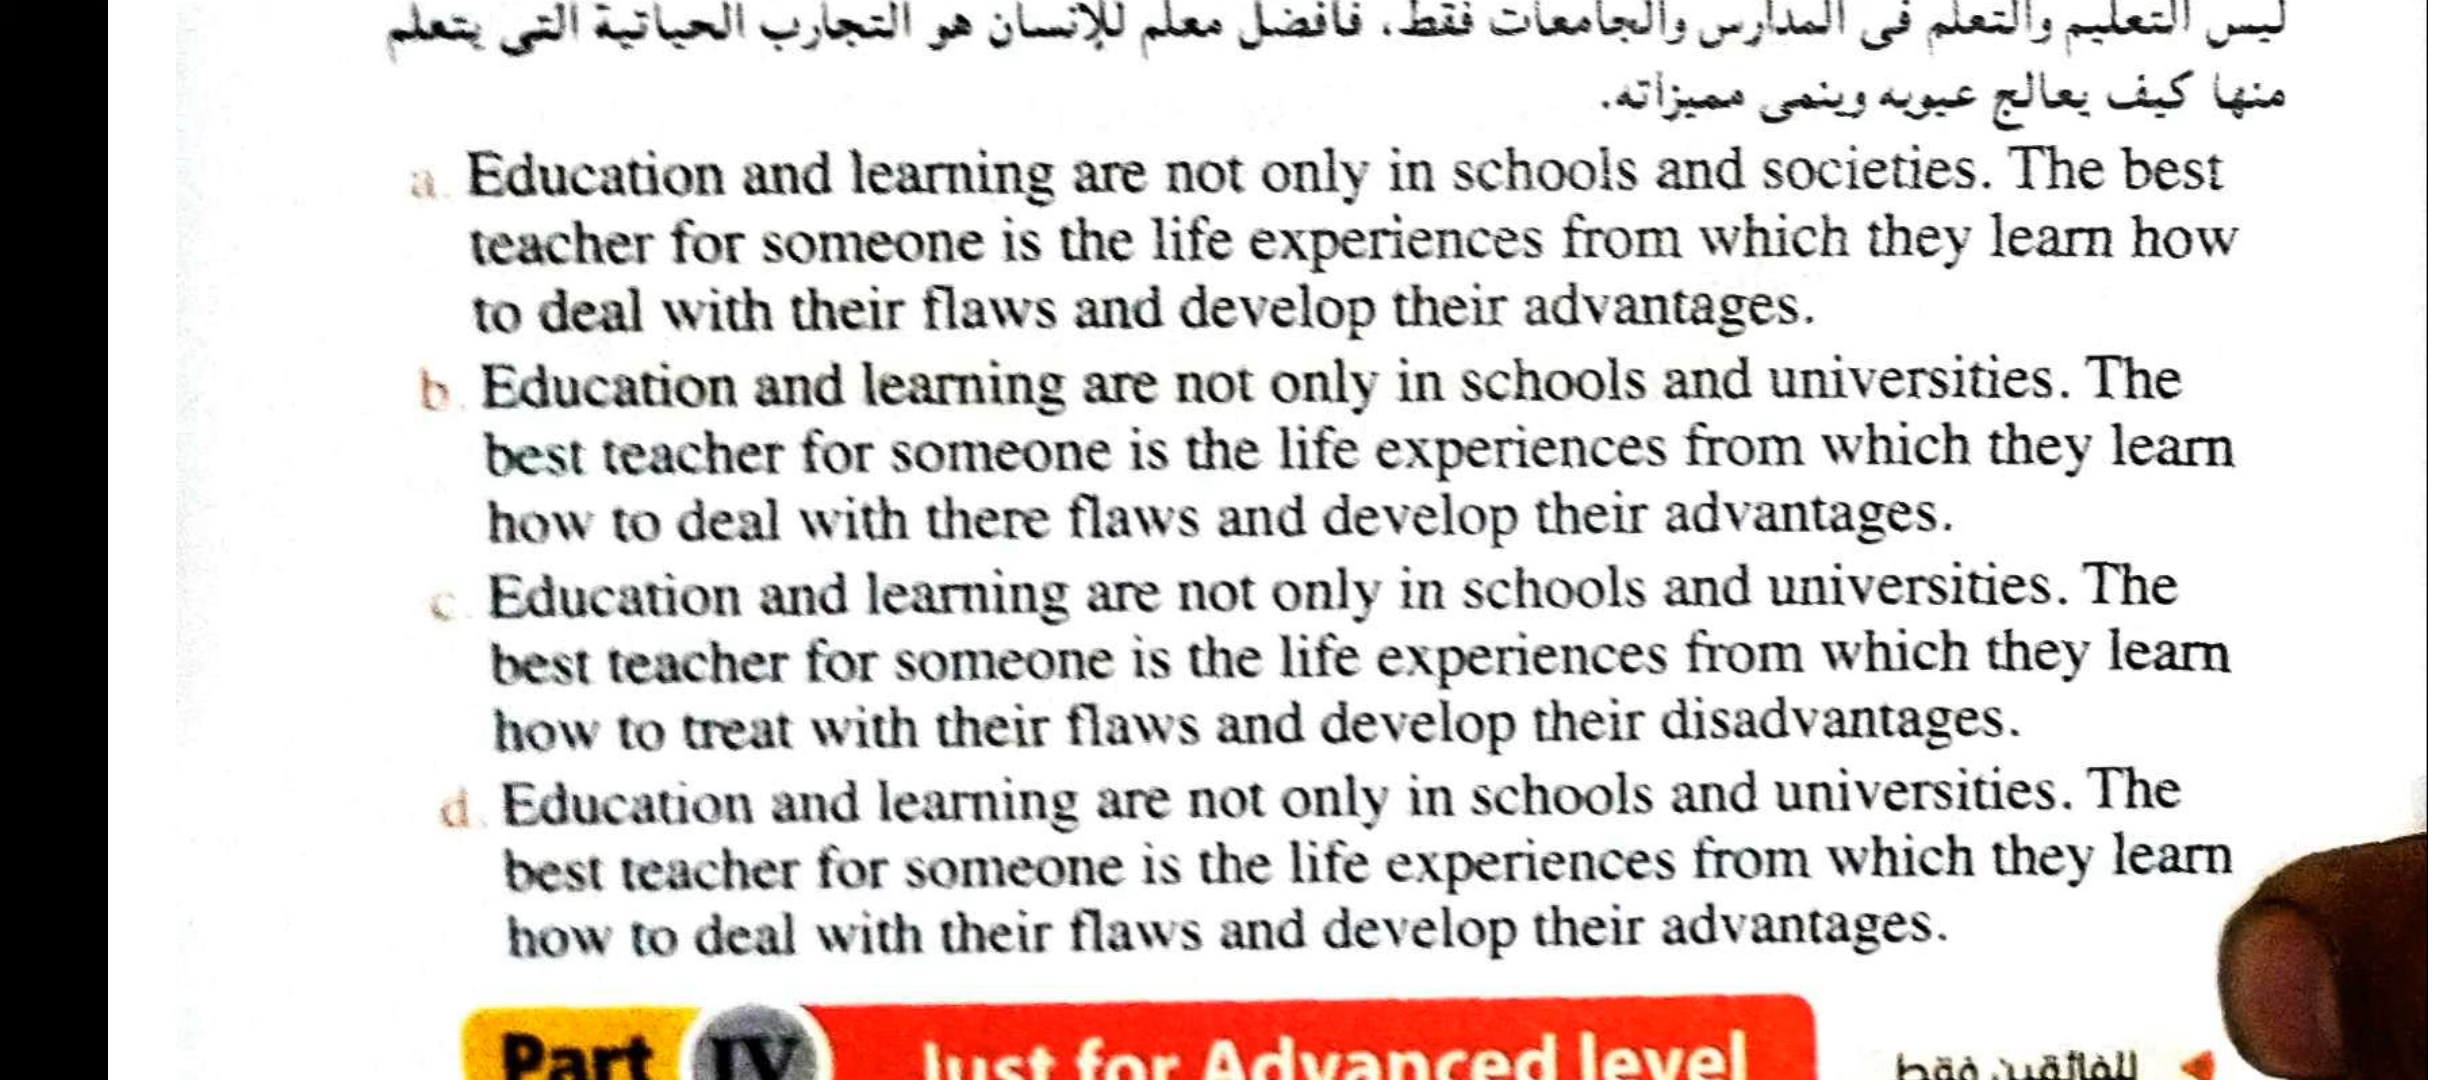 ليس التعليم والتعلم فى المدارس والجامعات فقط، فأفضل معلم للإنسان هو التجارب الحياتية التى يتعلم
منها كيف يعالج عيوبه وينمى مميزاته.
a. Education and learning are not only in schools and societies. The best
teacher for someone is the life experiences from which they learn how
to deal with their flaws and develop their advantages.
b. Education and learning are not only in schools and universities. The
best teacher for someone is the life experiences from which they learn
how to deal with there flaws and develop their advantages.
c. Education and learning are not only in schools and universities. The
best teacher for someone is the life experiences from which they learn
how to treat with their flaws and develop their disadvantages.
d. Education and learning are not only in schools and universities. The
best teacher for someone is the life experiences from which they learn
how to deal with their flaws and develop their advantages.
Part IV Just for Advanced level للفائقين فقط